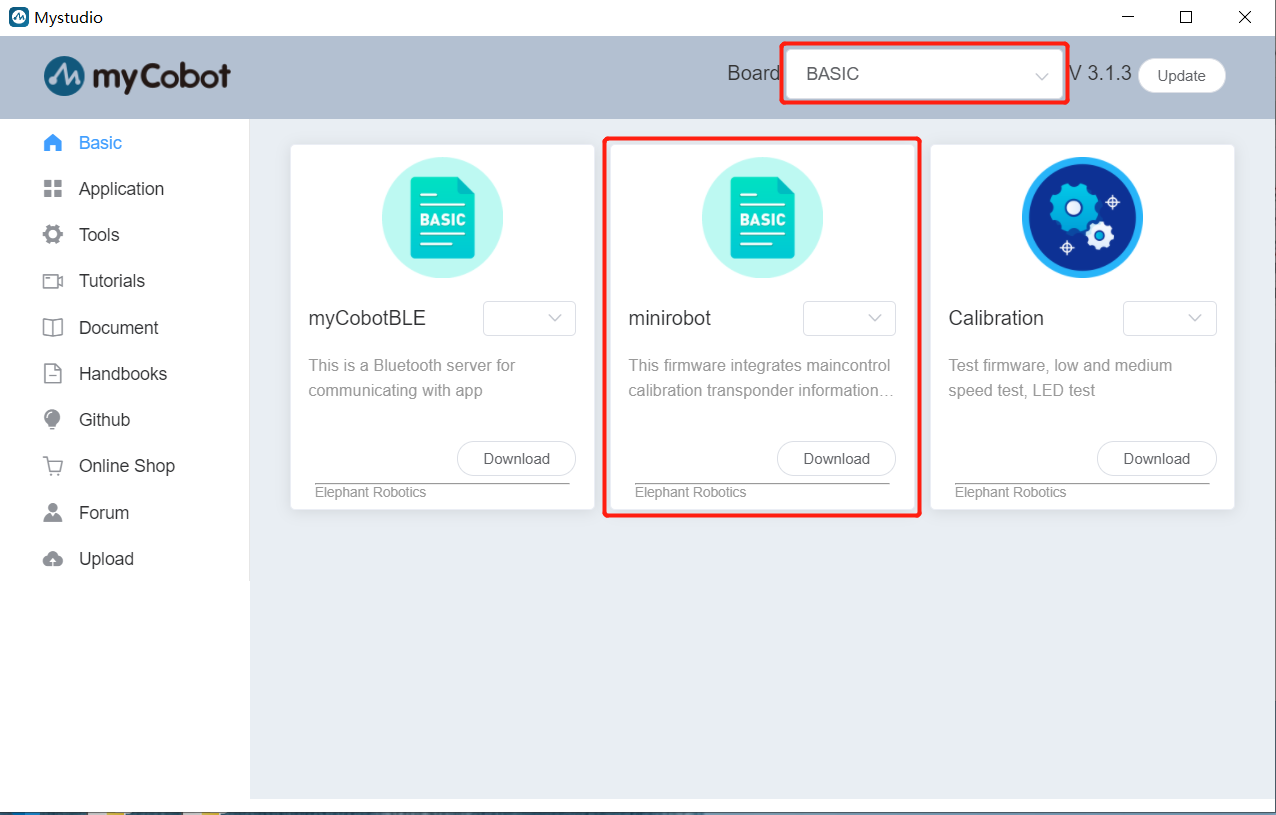 Mystudio
myCobot
Board
BASIC
V 3.1.3
Update
Basic
Application
Tools
Tutorials
Document
Handbooks
Github
Online Shop
Forum
Upload
BASIC
myCobotBLE
This is a Bluetooth server for
communicating with app
Download
Elephant Robotics
BASIC
minirobot
This firmware integrates maincontrol
calibration transponder information...
Download
Elephant Robotics
Calibration
Test firmware, low and medium
speed test, LED test
Download
Elephant Robotics